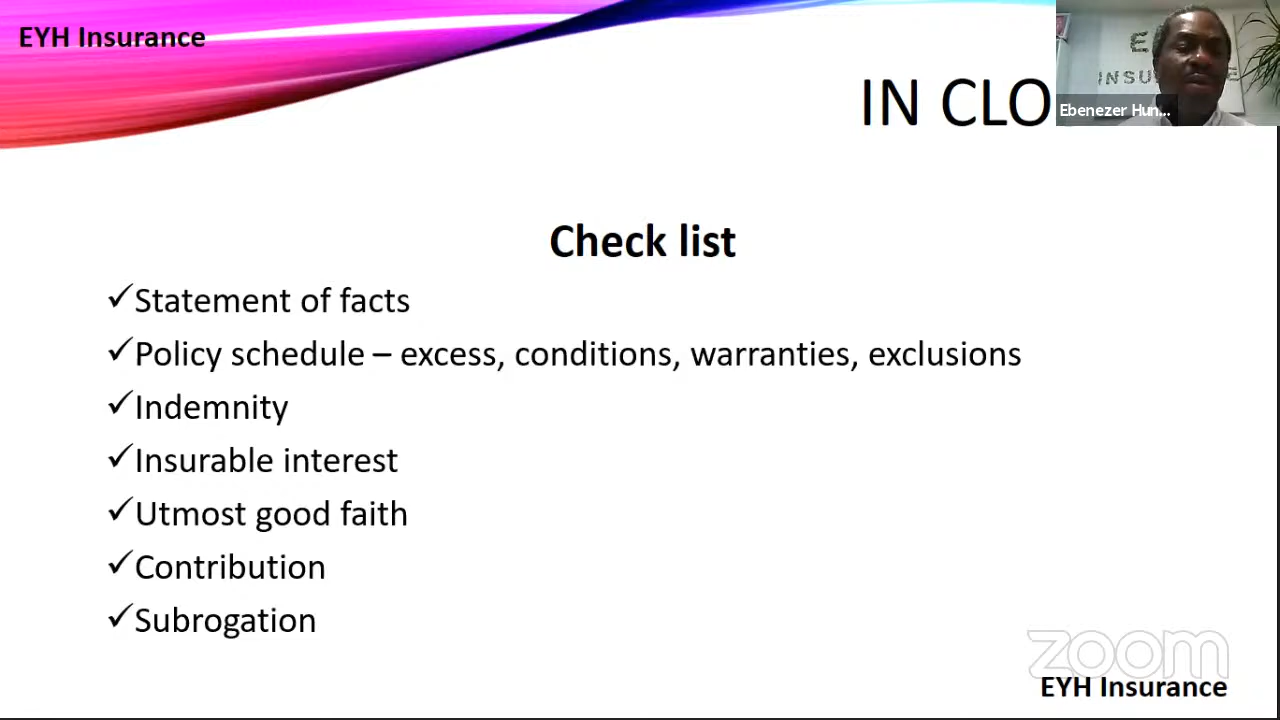 EYH Insurance
IN CLO
Ebenezer Hun...
Check list
✓Statement of facts
✓Policy schedule – excess, conditions, warranties, exclusions
✓Indemnity
✓Insurable interest
✓Utmost good faith
✓Contribution
✓Subrogation
zoom
EYH Insurance